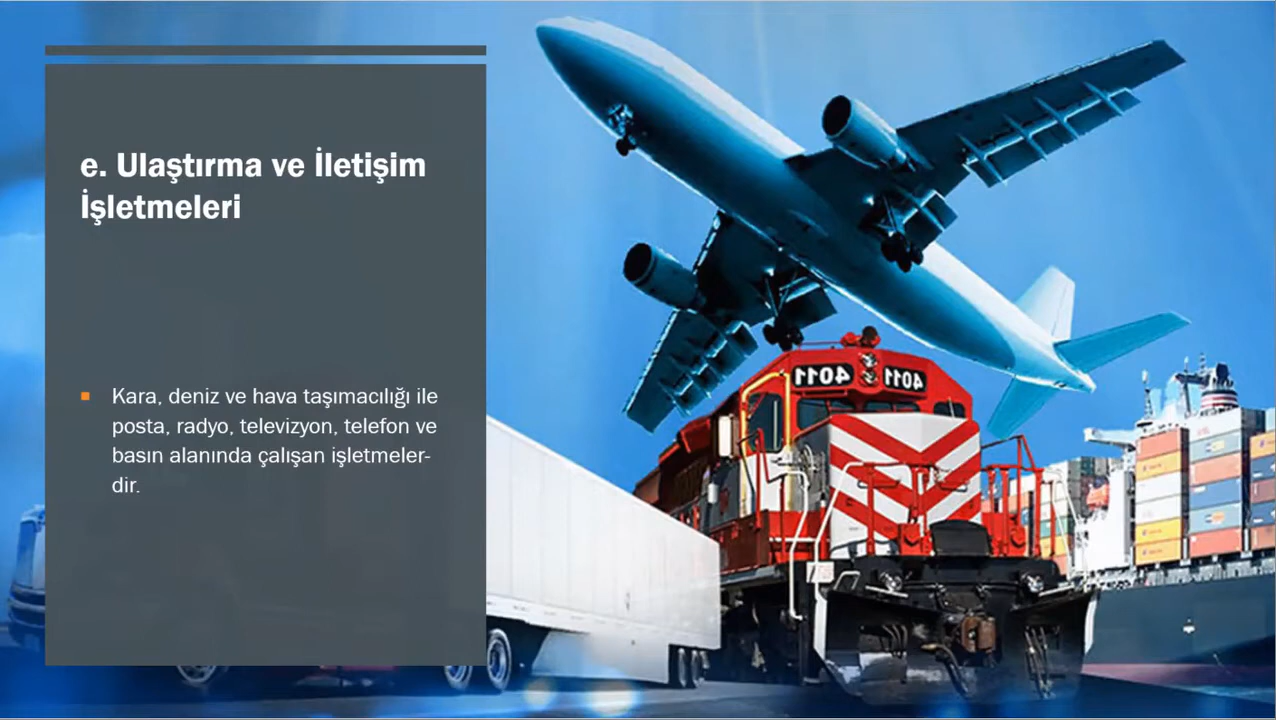 e. Ulaştırma ve İletişim
İşletmeleri
Kara, deniz ve hava taşımacılığı ile
posta, radyo, televizyon, telefon ve
basın alanında çalışan işletmeler-
dir.
4011 4011